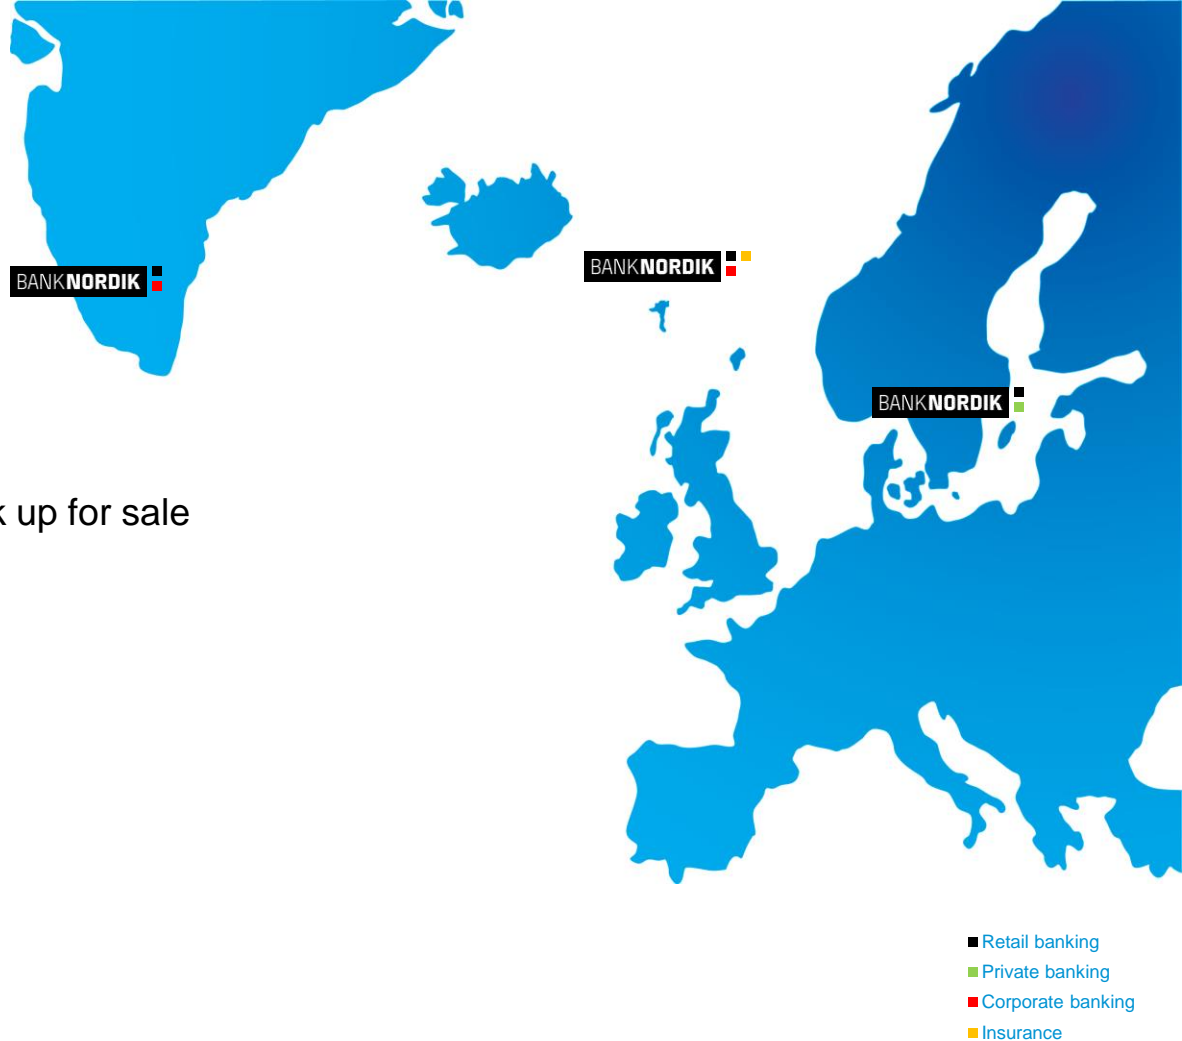 BANKNORDIK
BANKNORDIK
BANKNORDIK
up for sale
Retail banking
Private banking
Corporate banking
Insurance